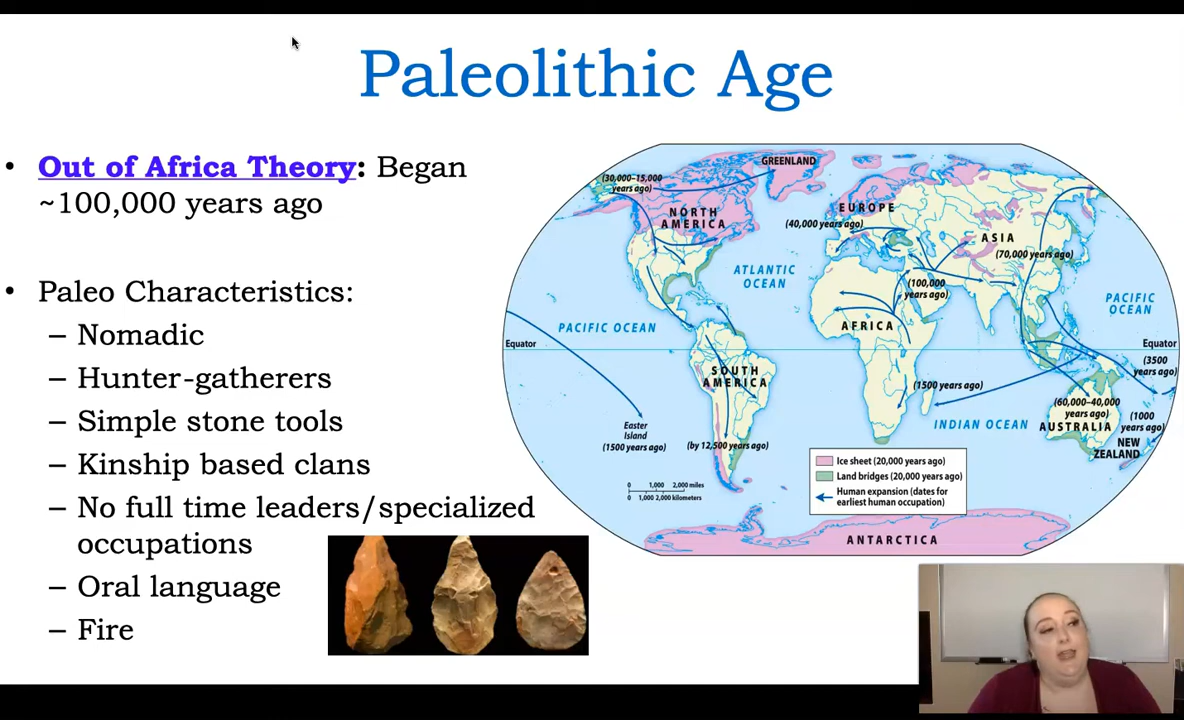 Paleolithic Age
• Out of Africa Theory: Began
~100,000 years ago
• Paleo Characteristics:
– Nomadic
– Hunter-gatherers
– Simple stone tools
– Kinship based clans
– No full time leaders/specialized
occupations
– Oral language
– Fire
GREENLAND
(30,000–15,000
years ago)
NORTH
AMERICA
EUROPE
(40,000 years ago)
ASIA
(70,000 years ago)
ATLANTIC
OCEAN
(100,000
years ago)
PACIFIC
OCEAN
PACIFIC OCEAN
AFRICA
Equator
Equator
(3500
years ago)
SOUTH
AMERICA
(1500 years ago)
(60,000–40,000
years ago)
(1000
years ago)
Easter
Island
(1500 years ago)
INDIAN OCEAN
AUSTRALIA
NEW
ZEALAND
(by 12,500 years ago)
Ice sheet (20,000 years ago)
Land bridges (20,000 years ago)
Human expansion (dates for
earliest human occupation)
0 1,000 2,000 miles
0 1,000 2,000 kilometers
ANTARCTICA